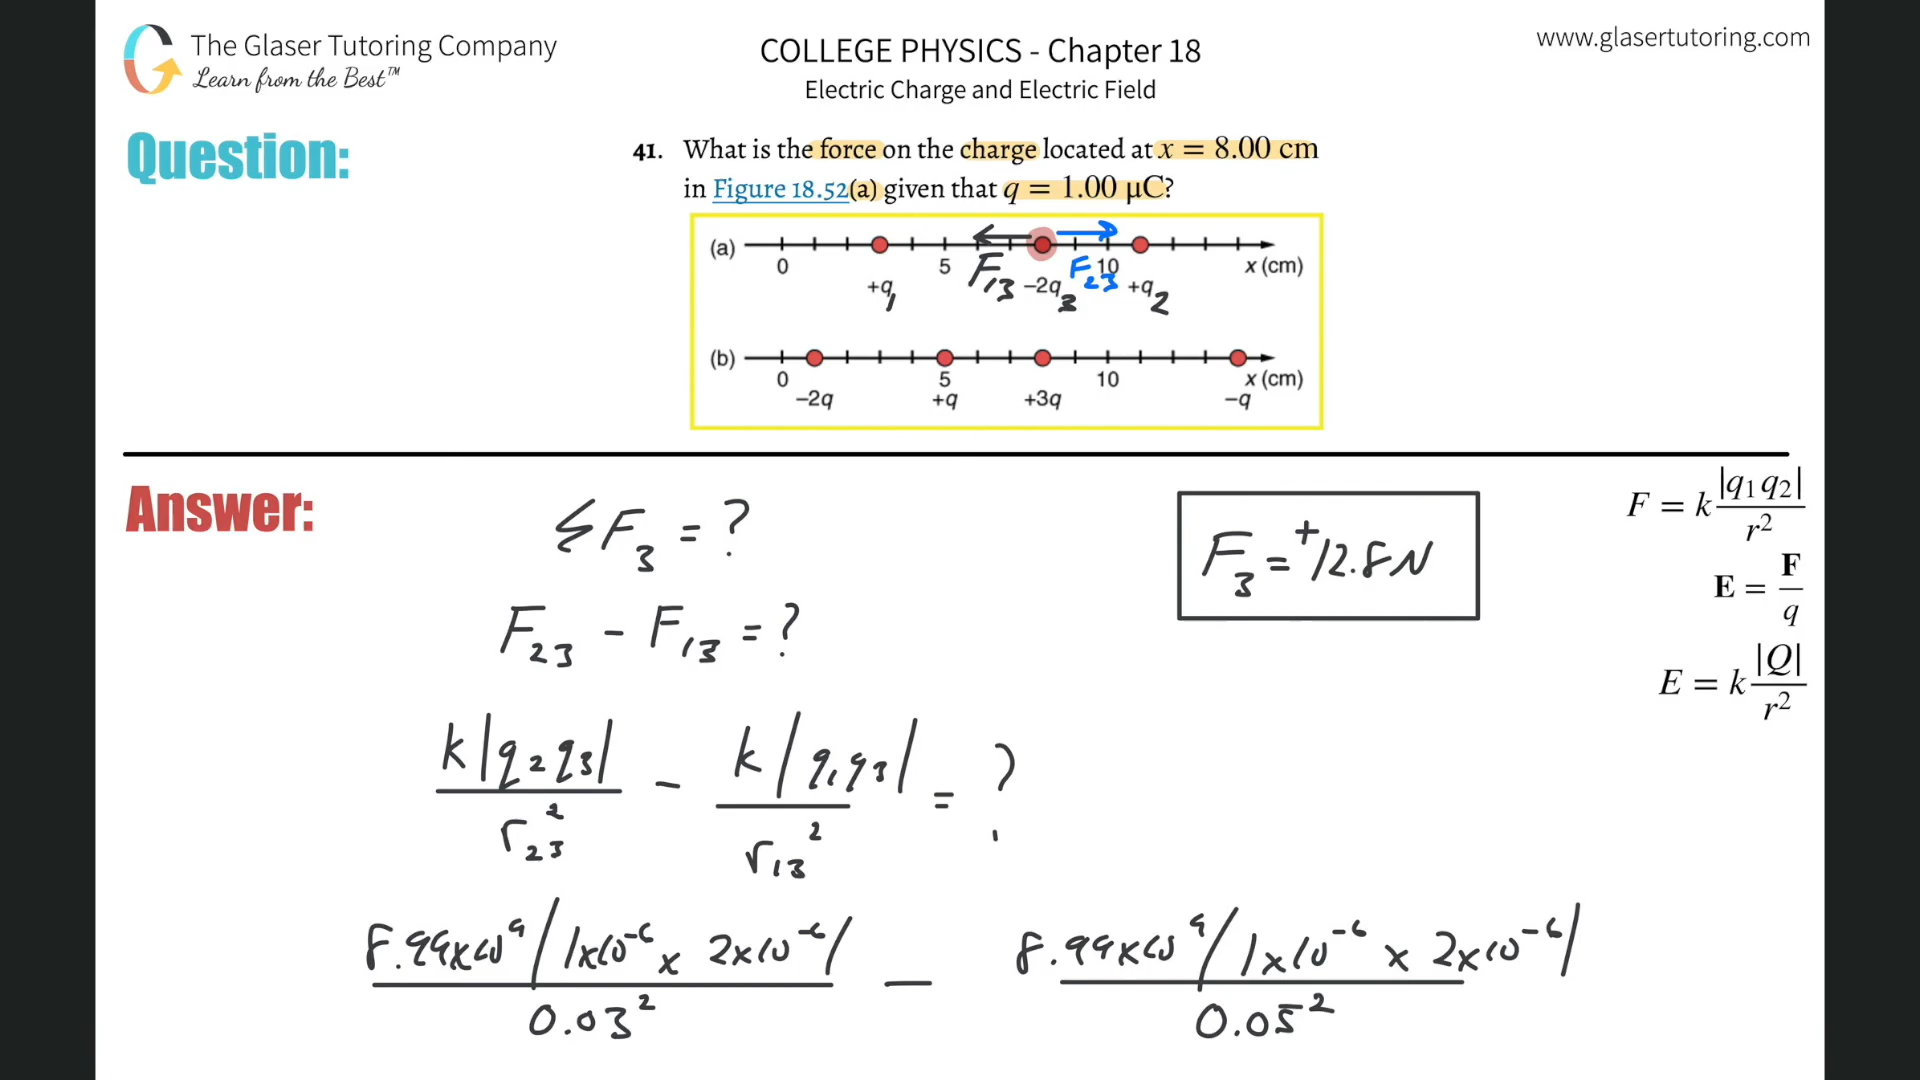 The Glaser Tutoring Company
Learn from the Best™
COLLEGE PHYSICS - Chapter 18
Electric Charge and Electric Field
www.glasertutoring.com
Question:
41. What is the force on the charge located at x = 8.00 cm
in Figure 18.52(a) given that q = 1.00 μC?
(a)
0 5 10 x (cm)
F₁₃ F₂₃
+q₁ −2q₃ +q₂
(b)
0 5 10 x (cm)
−2q +q +3q −q
Answer:
ΣF₃ = ?
F₃ = +12.8N
F = k |q₁q₂| / r²
E = F / q
E = k |Q| / r²
F₂₃ − F₁₃ = ?
k|q₂q₃| / r₂₃² − k|q₁q₃| / r₁₃² = ?
8.99x10⁹ |1x10⁻⁶ x 2x10⁻⁶| / 0.03² − 8.99x10⁹ |1x10⁻⁶ x 2x10⁻⁶| / 0.05²